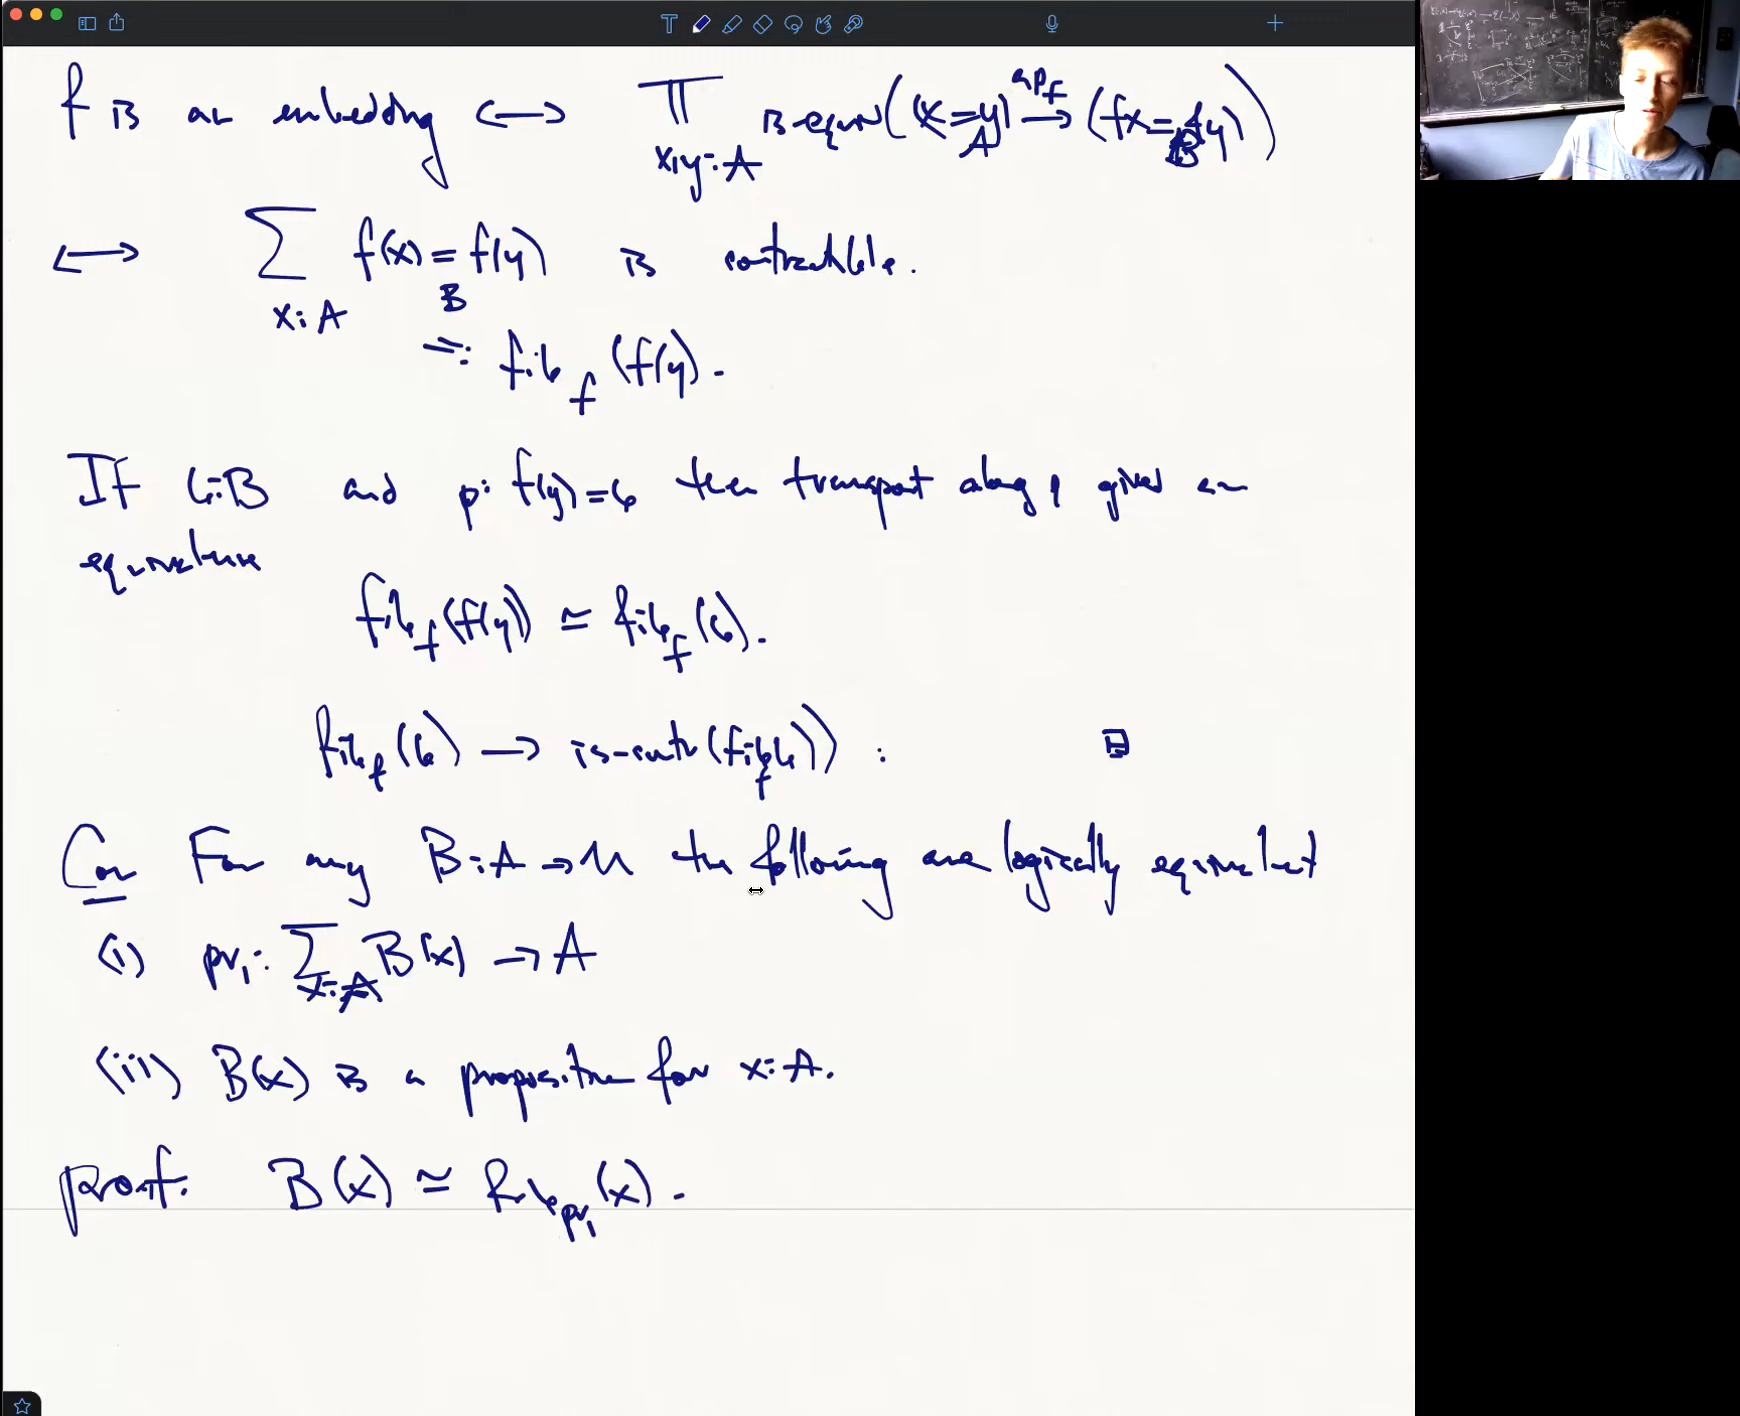 f is an embedding ⟷ ∏_{x,y:A} is-equiv((x =_A y) →^{ap_f} (fx =_B fy))
⟷ ∑_{x:A} f(x) =_B f(y) is contractible.
=: fib_f (f(y)).
If b:B and p: f(y)=b then transport along p gives an
equivalence
fib_f (f(y)) ≃ fib_f (b).
fib_f (b) → is-contr(fib_f b)) :
Cor For any B:A→U the following are logically equivalent
(i) pr_1: ∑_{x:A} B(x) → A
(ii) B(x) is a proposition for x:A.
proof. B(x) ≃ fib_{pr_1}(x).